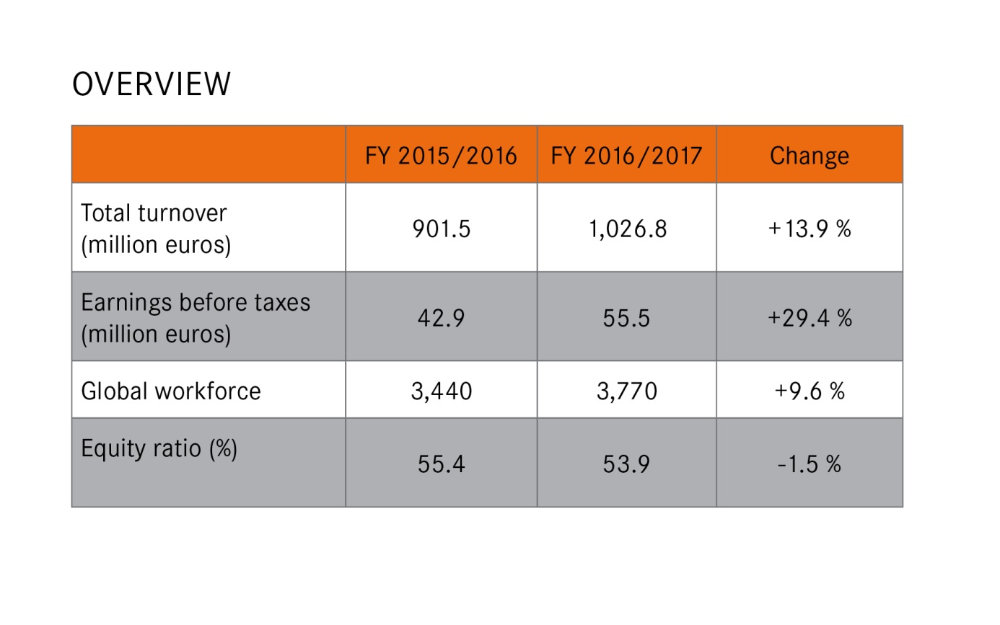 OVERVIEW
FY 2015/2016 FY 2016/2017 Change
Total turnover
(million euros) 901.5 1,026.8 +13.9 %
Earnings before taxes
(million euros) 42.9 55.5 +29.4 %
Global workforce 3,440 3,770 +9.6 %
Equity ratio (%) 55.4 53.9 -1.5 %